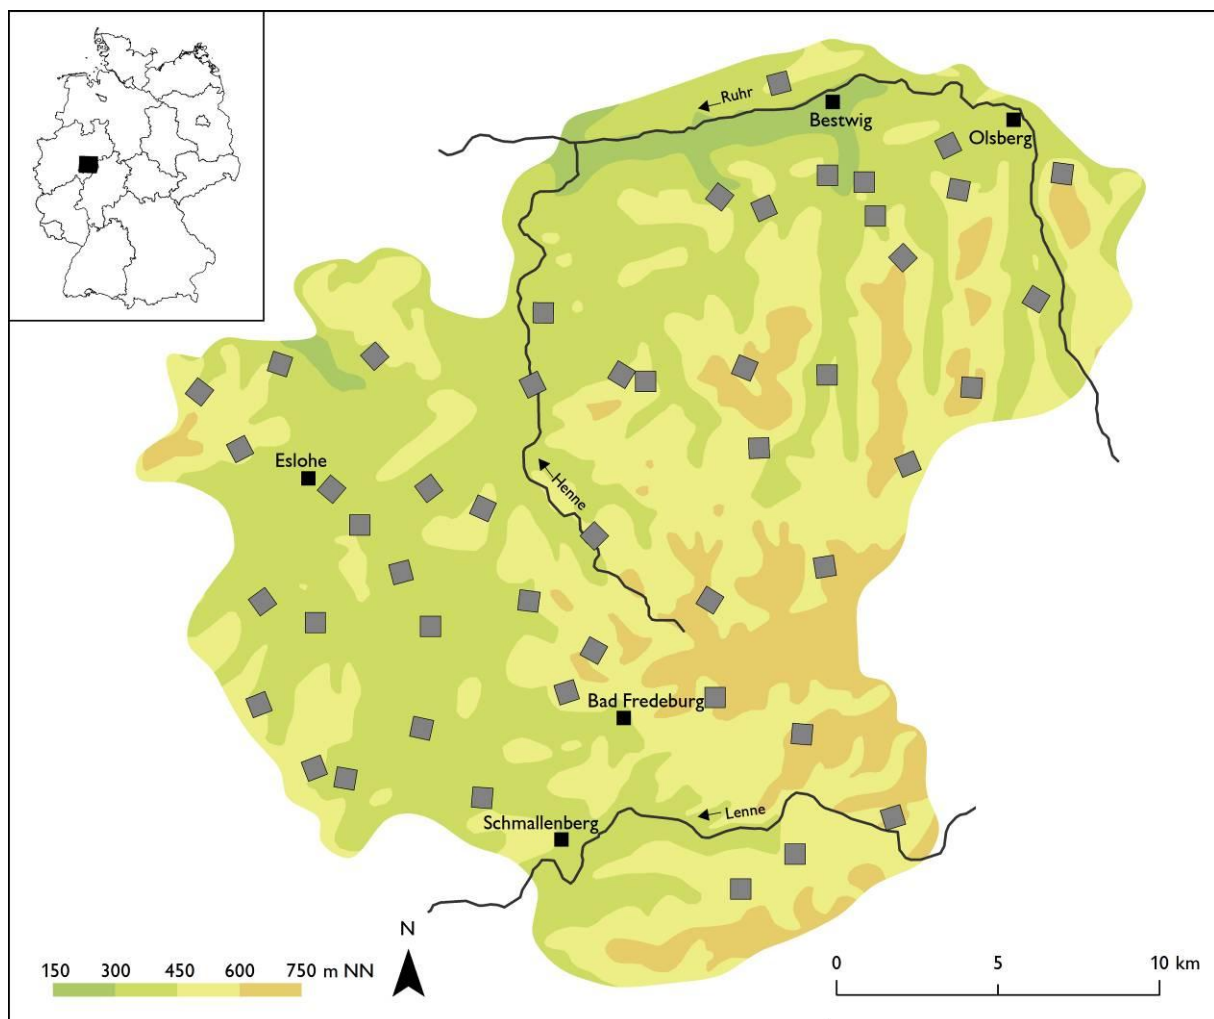 Ruhr
Bestwig
Olsberg
Eslohe
Henne
Bad Fredeburg
Schmallenberg
Lenne
N
150 300 450 600 750 m NN
0 5 10 km